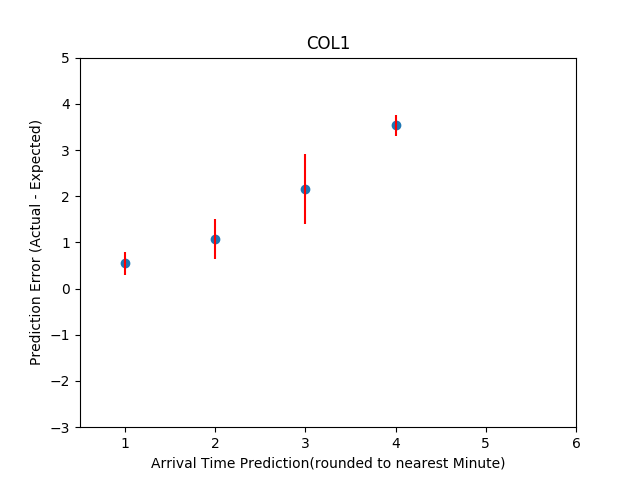 COL1
5
4
3
2
1
0
−1
−2
−3
Prediction Error (Actual - Expected)
1 2 3 4 5 6
Arrival Time Prediction(rounded to nearest Minute)